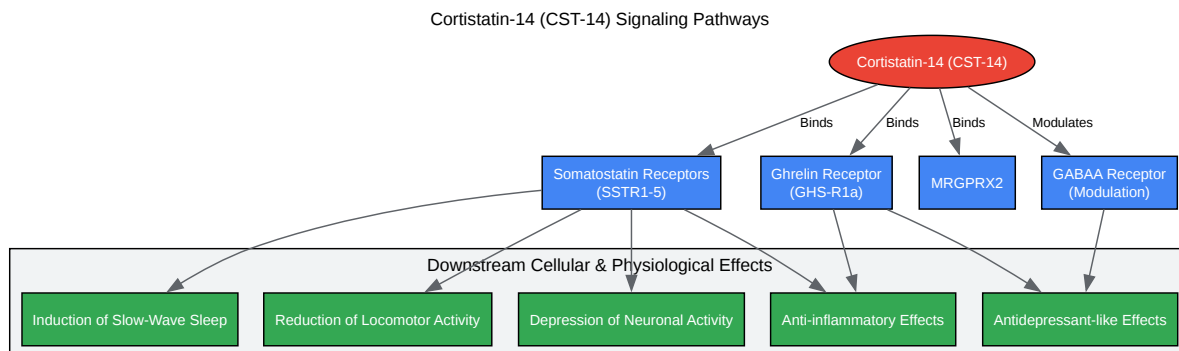 Cortistatin-14 (CST-14) Signaling Pathways
Cortistatin-14 (CST-14)
Binds
Binds
Binds
Modulates
Somatostatin Receptors
(SSTR1-5)
Ghrelin Receptor
(GHS-R1a)
MRGPRX2
GABAA Receptor
(Modulation)
Downstream Cellular & Physiological Effects
Induction of Slow-Wave Sleep
Reduction of Locomotor Activity
Depression of Neuronal Activity
Anti-inflammatory Effects
Antidepressant-like Effects